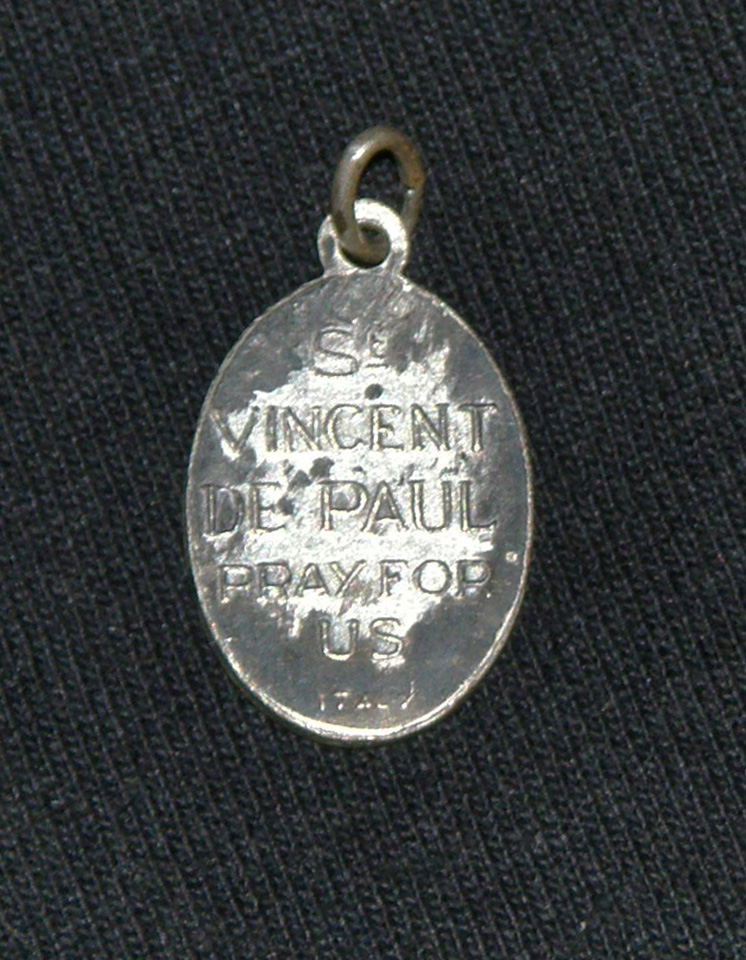 St
VINCENT
DE PAUL
PRAY FOR
US
ITALY